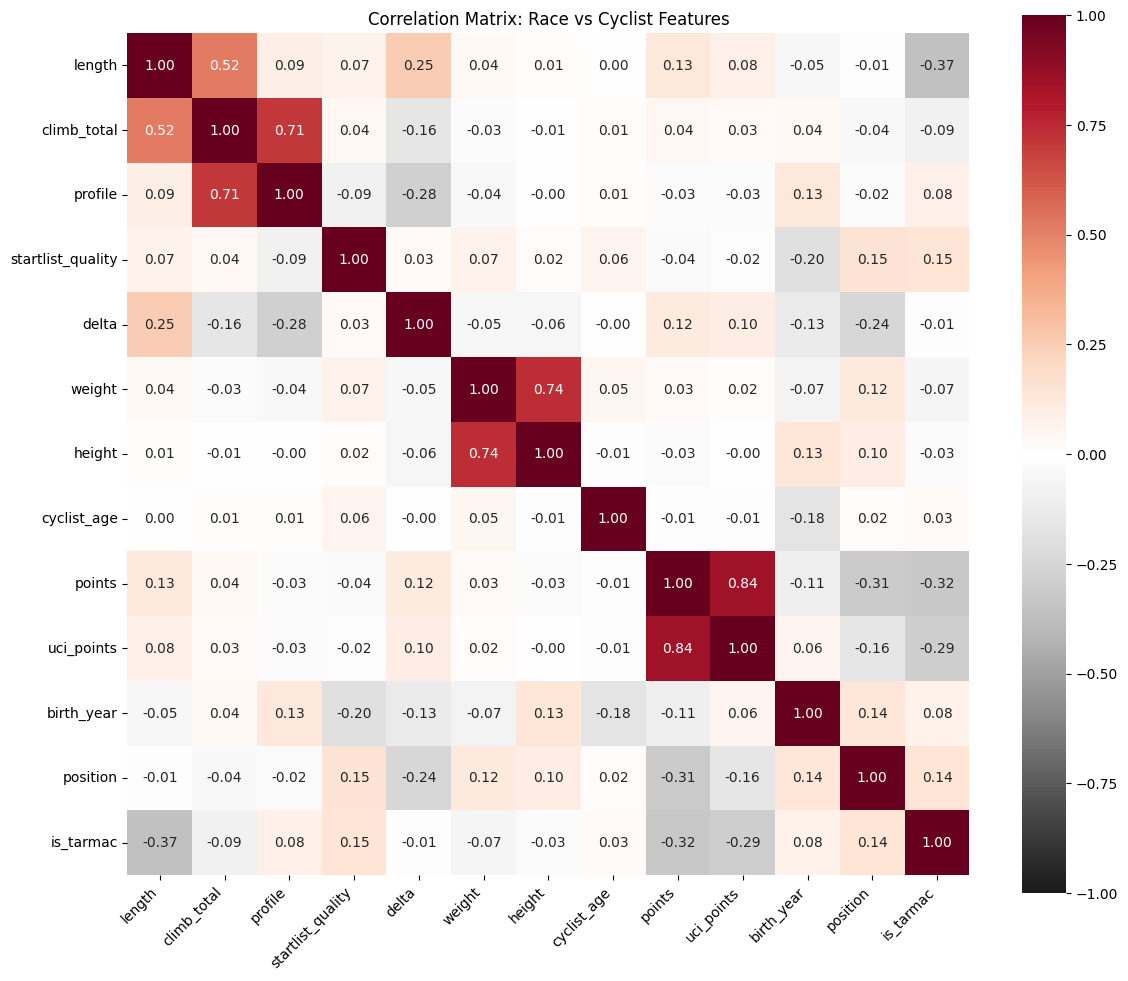 Correlation Matrix: Race vs Cyclist Features
length 1.00 0.52 0.09 0.07 0.25 0.04 0.01 0.00 0.13 0.08 -0.05 -0.01 -0.37
climb_total 0.52 1.00 0.71 0.04 -0.16 -0.03 -0.01 0.01 0.04 0.03 0.04 -0.04 -0.09
profile 0.09 0.71 1.00 -0.09 -0.28 -0.04 -0.00 0.01 -0.03 -0.03 0.13 -0.02 0.08
startlist_quality 0.07 0.04 -0.09 1.00 0.03 0.07 0.02 0.06 -0.04 -0.02 -0.20 0.15 0.15
delta 0.25 -0.16 -0.28 0.03 1.00 -0.05 -0.06 -0.00 0.12 0.10 -0.13 -0.24 -0.01
weight 0.04 -0.03 -0.04 0.07 -0.05 1.00 0.74 0.05 0.03 0.02 -0.07 0.12 -0.07
height 0.01 -0.01 -0.00 0.02 -0.06 0.74 1.00 -0.01 -0.03 -0.00 0.13 0.10 -0.03
cyclist_age 0.00 0.01 0.01 0.06 -0.00 0.05 -0.01 1.00 -0.01 -0.01 -0.18 0.02 0.03
points 0.13 0.04 -0.03 -0.04 0.12 0.03 -0.03 -0.01 1.00 0.84 -0.11 -0.31 -0.32
uci_points 0.08 0.03 -0.03 -0.02 0.10 0.02 -0.00 -0.01 0.84 1.00 0.06 -0.16 -0.29
birth_year -0.05 0.04 0.13 -0.20 -0.13 -0.07 0.13 -0.18 -0.11 0.06 1.00 0.14 0.08
position -0.01 -0.04 -0.02 0.15 -0.24 0.12 0.10 0.02 -0.31 -0.16 0.14 1.00 0.14
is_tarmac -0.37 -0.09 0.08 0.15 -0.01 -0.07 -0.03 0.03 -0.32 -0.29 0.08 0.14 1.00
length climb_total profile startlist_quality delta weight height cyclist_age points uci_points birth_year position is_tarmac
1.00
0.75
0.50
0.25
0.00
−0.25
−0.50
−0.75
−1.00